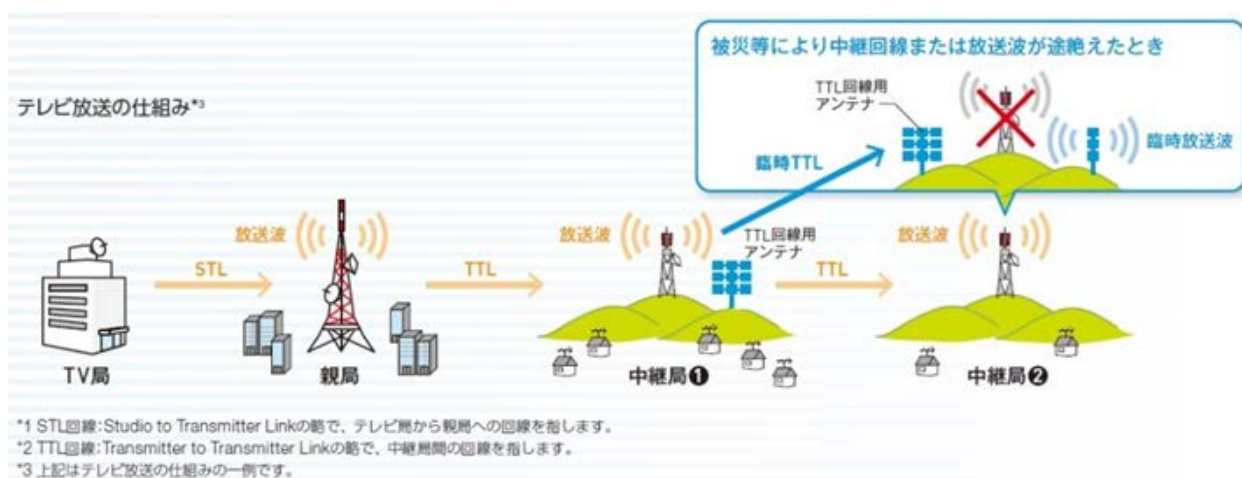 被災等により中継回線または放送波が途絶えたとき
TTL回線用
アンテナ
臨時放送波
臨時TTL
テレビ放送の仕組み*3
放送波
放送波
TTL回線用
アンテナ
放送波
STL
TTL
TTL
TV局
親局
中継局❶
中継局❷
*1 STL回線:Studio to Transmitter Linkの略で、テレビ局から親局への回線を指します。
*2 TTL回線:Transmitter to Transmitter Linkの略で、中継局間の回線を指します。
*3 上記はテレビ放送の仕組みの一例です。